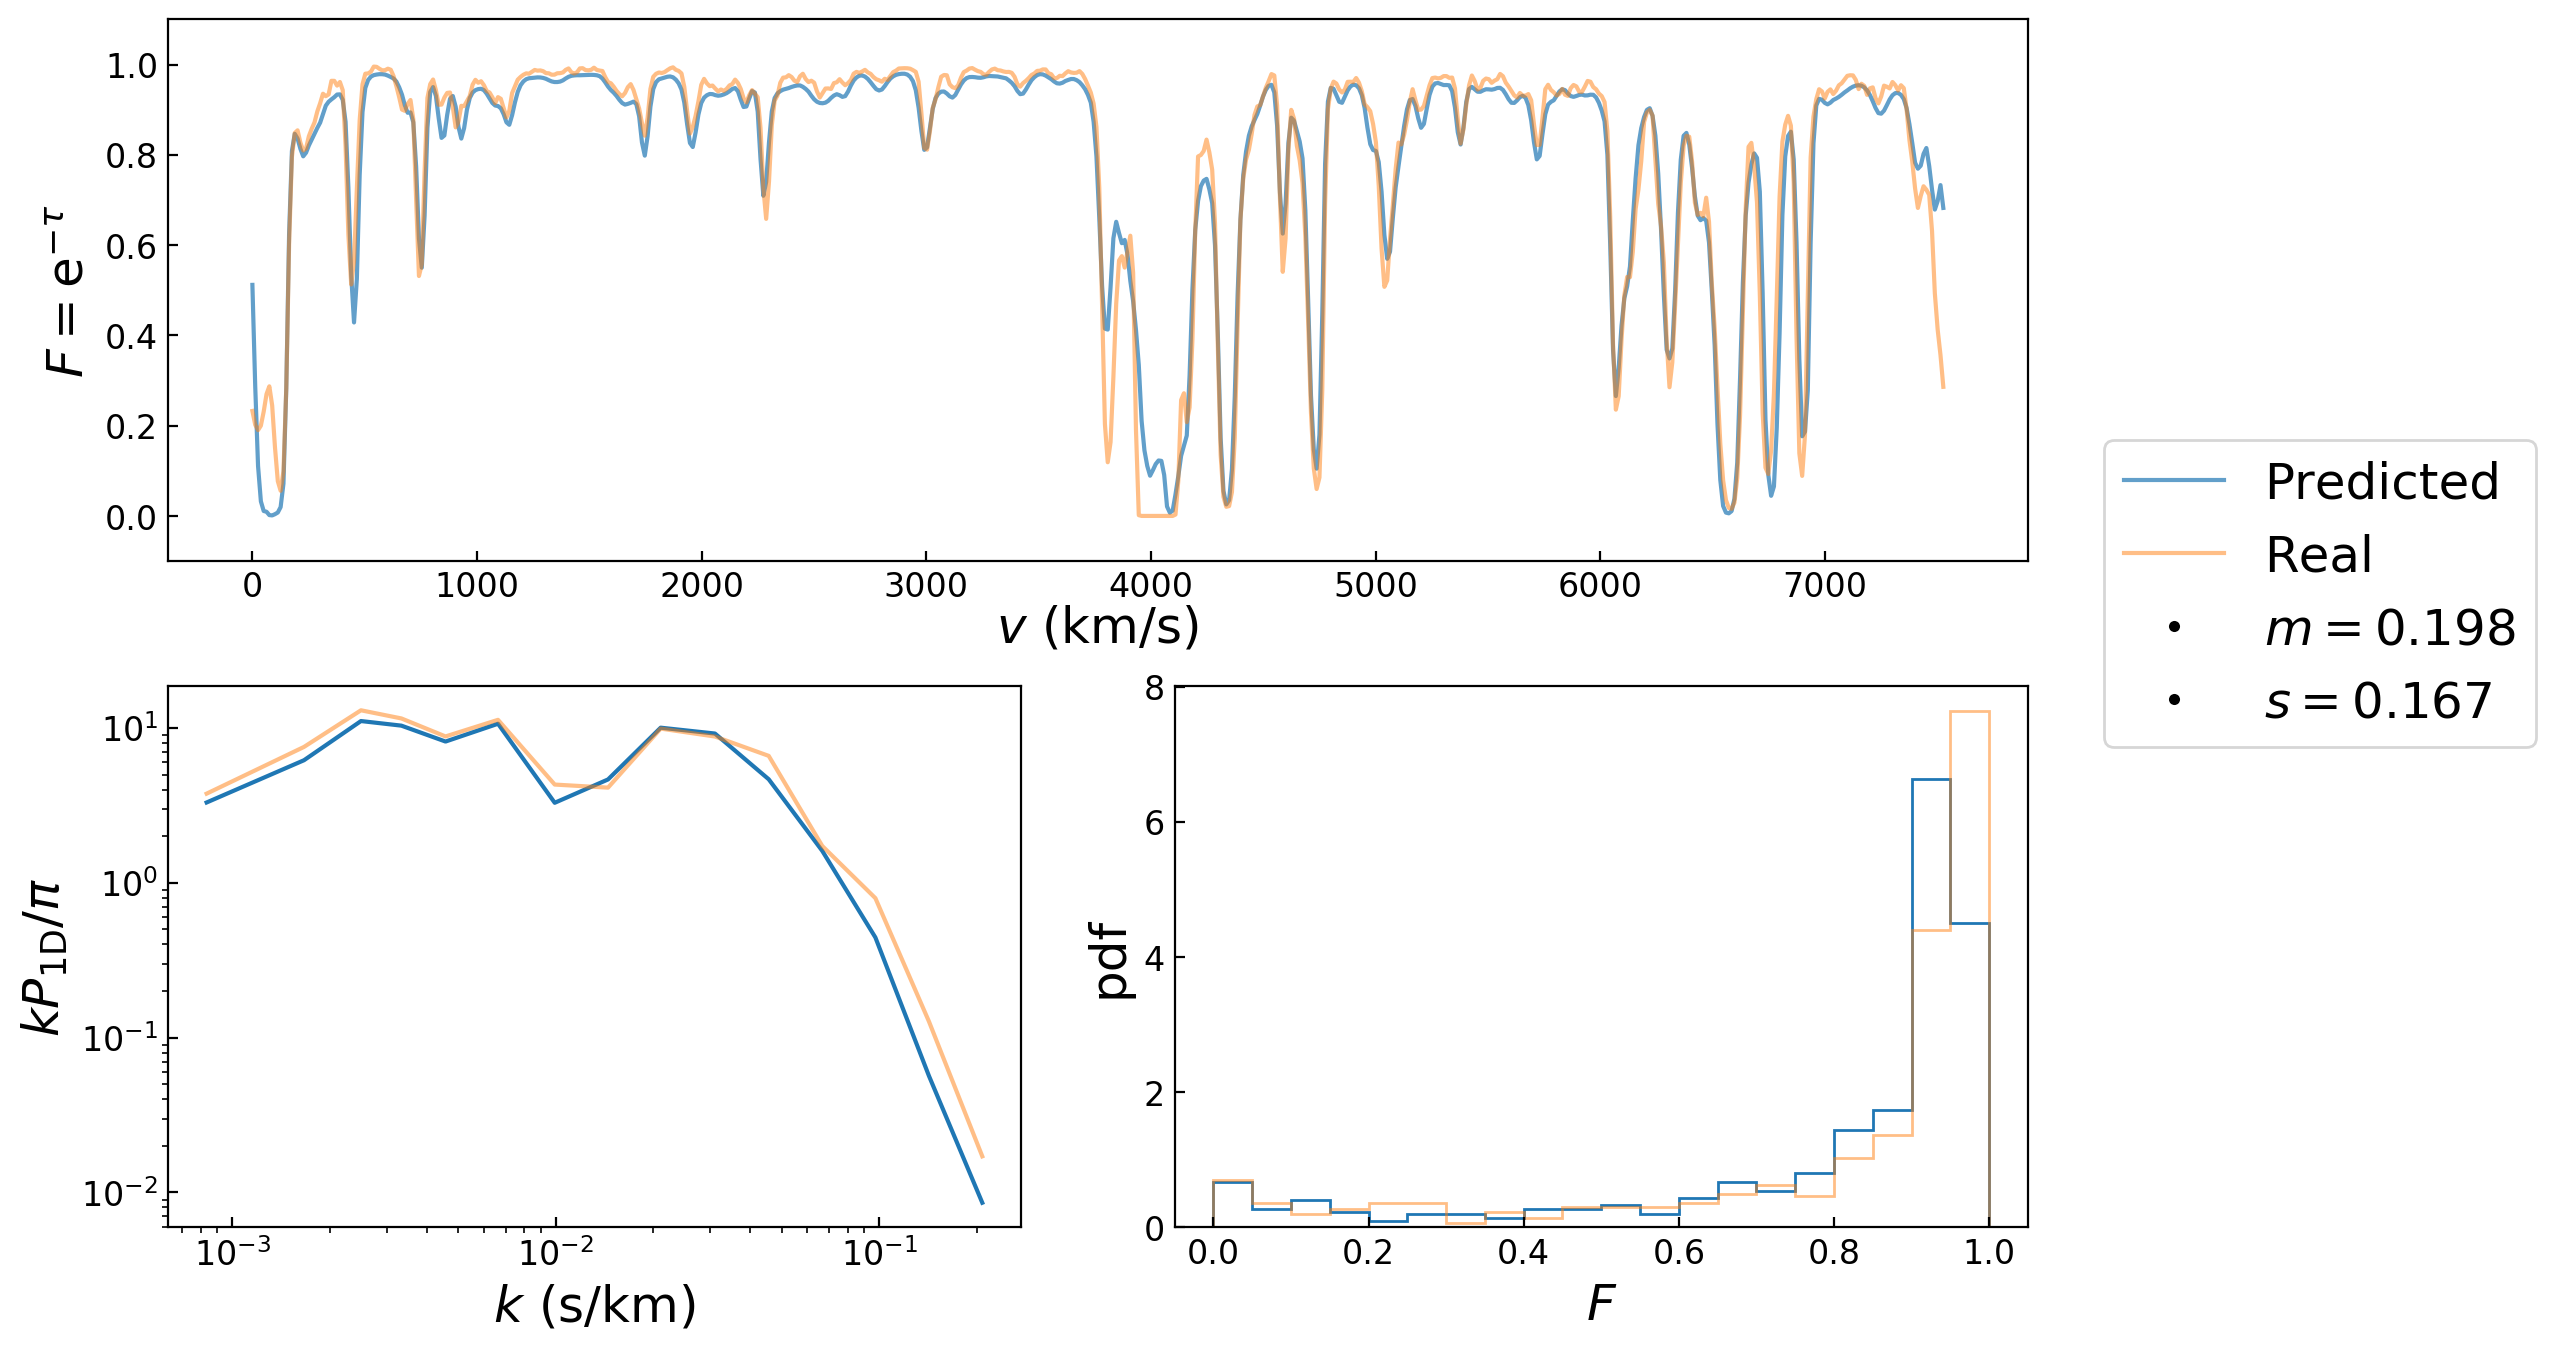 F = e^{−τ}
1.0
0.8
0.6
0.4
0.2
0.0
0 1000 2000 3000 4000 5000 6000 7000
v (km/s)
Predicted
Real
m = 0.198
s = 0.167
kP_{1D}/π
10^1
10^0
10^{−1}
10^{−2}
10^{−3} 10^{−2} 10^{−1}
k (s/km)
pdf
8
6
4
2
0
0.0 0.2 0.4 0.6 0.8 1.0
F